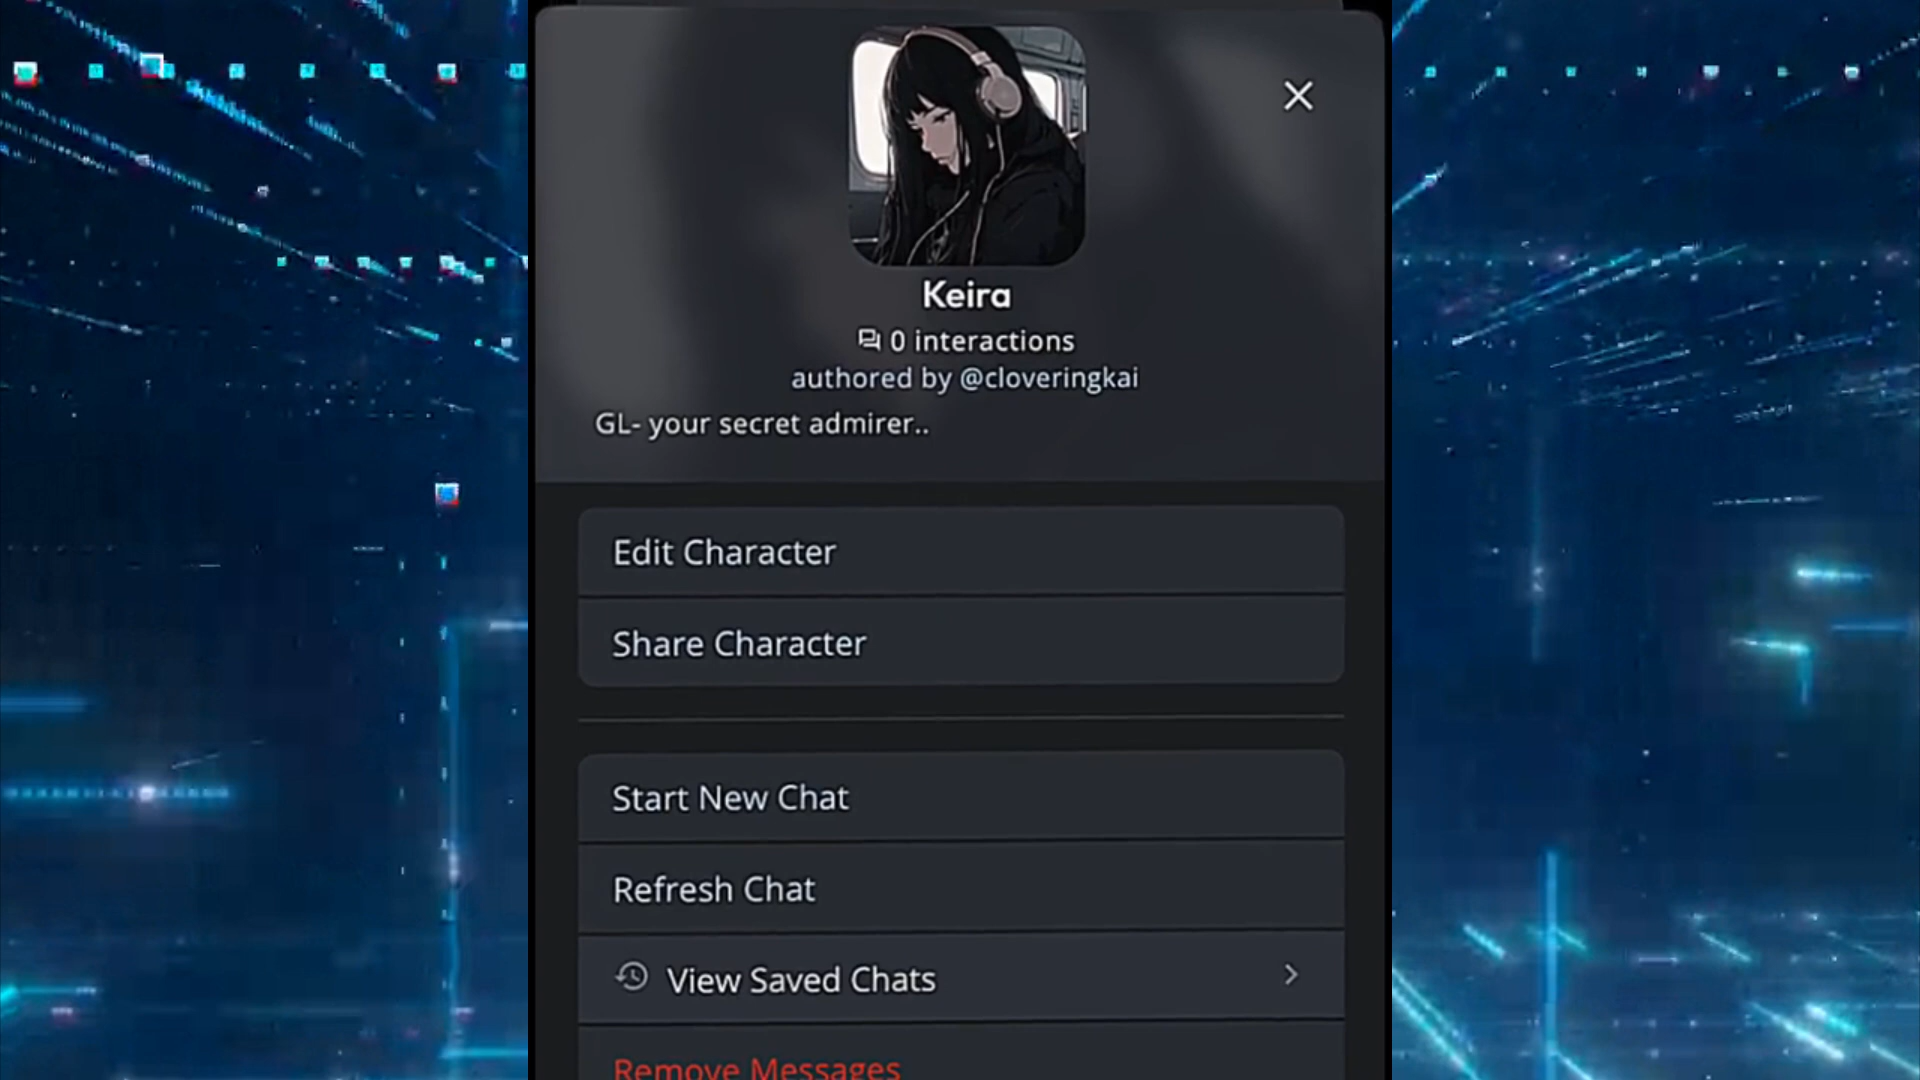 Keira
0 interactions
authored by @cloveringkai
GL- your secret admirer..
Edit Character
Share Character
Start New Chat
Refresh Chat
View Saved Chats
Remove Messages